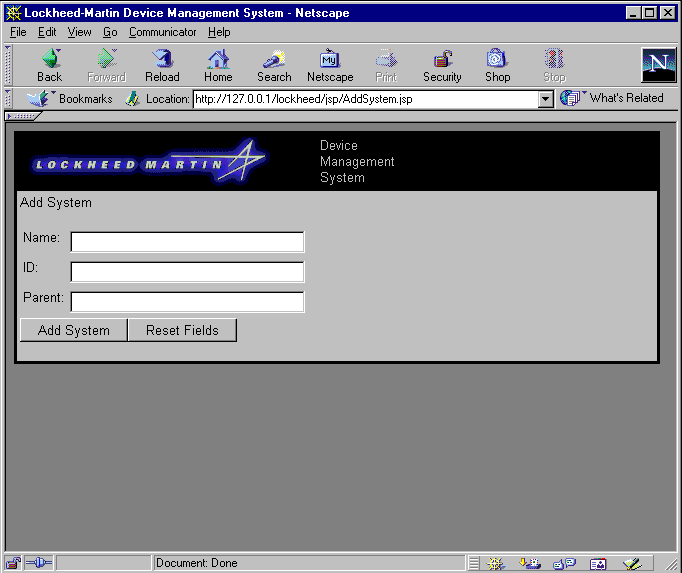 Lockheed-Martin Device Management System - Netscape
File Edit View Go Communicator Help
Back Forward Reload Home Search Netscape Print Security Shop Stop
My
N
Bookmarks Location: http://127.0.0.1/lockheed/jsp/AddSystem.jsp What's Related
LOCKHEED MARTIN
Device
Management
System
Add System
Name:
ID:
Parent:
Add System Reset Fields
Document: Done